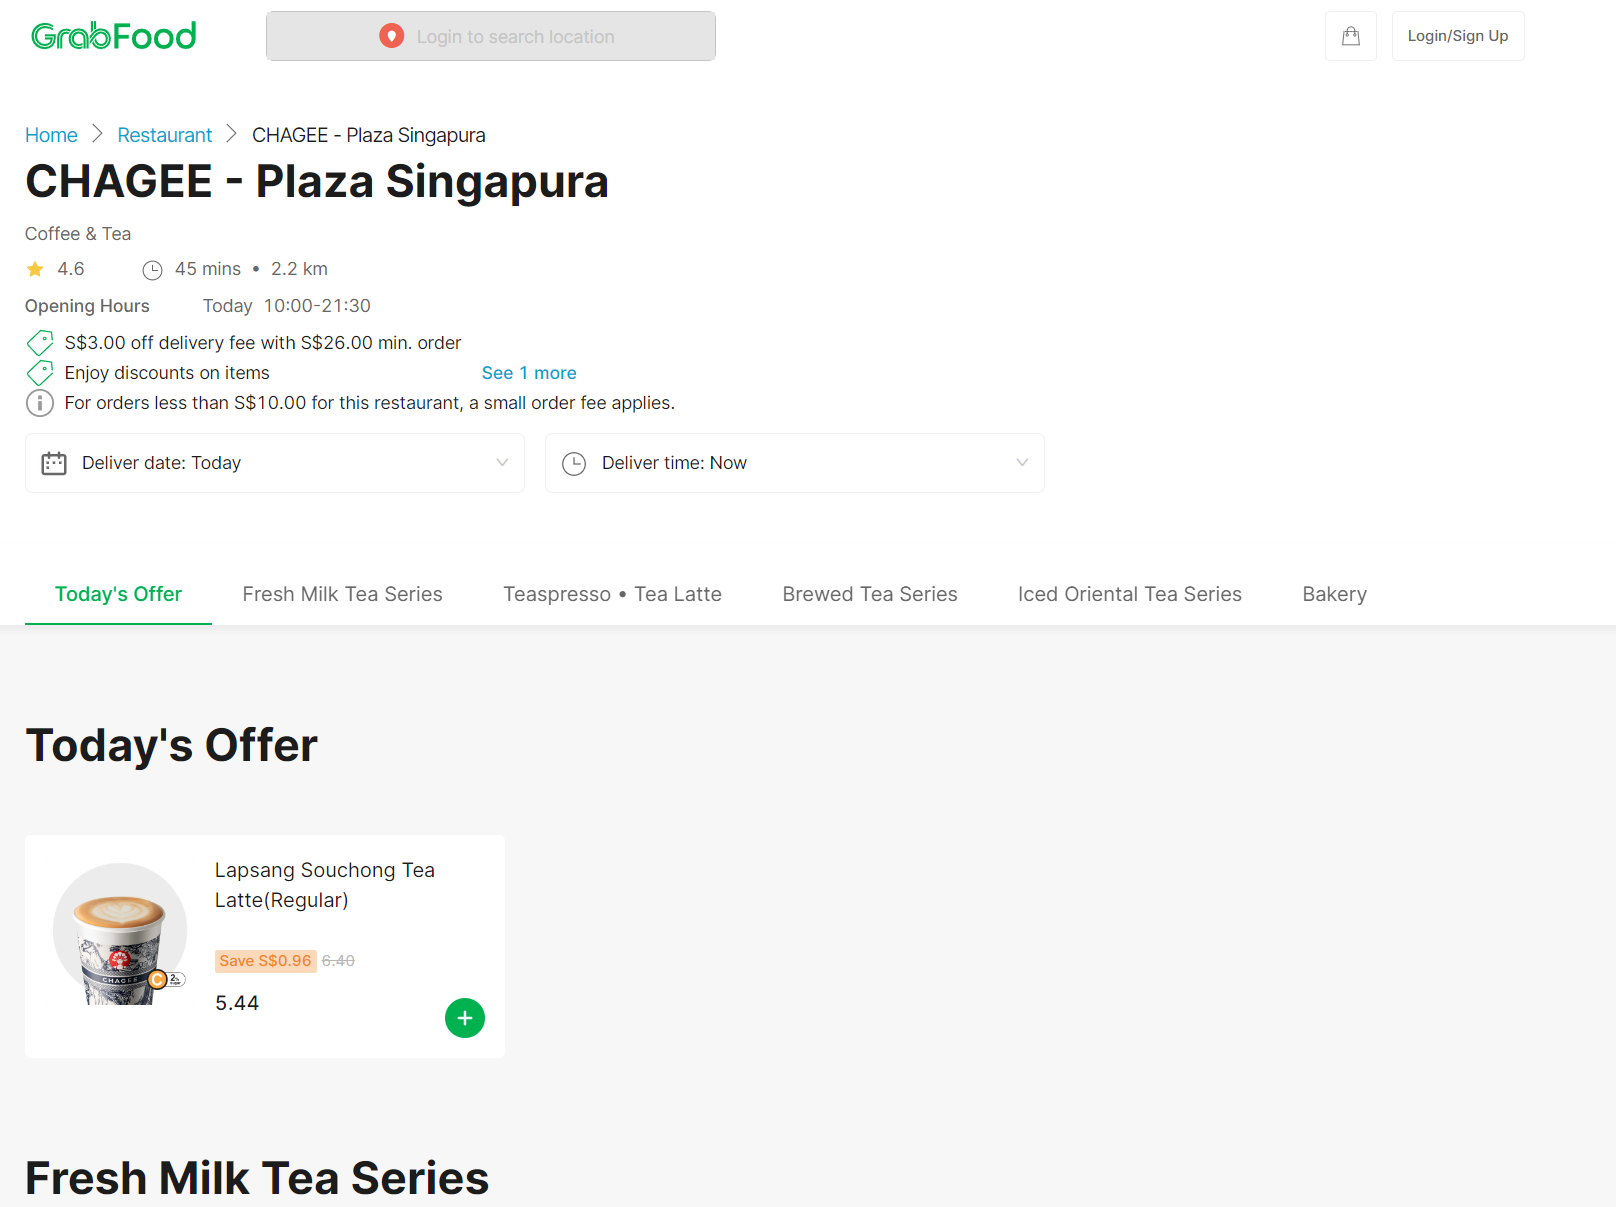 GrabFood
Login to search location
Login/Sign Up
Home
Restaurant
CHAGEE - Plaza Singapura
CHAGEE - Plaza Singapura
Coffee & Tea
4.6
45 mins • 2.2 km
Opening Hours
Today 10:00-21:30
S$3.00 off delivery fee with S$26.00 min. order
Enjoy discounts on items
See 1 more
For orders less than S$10.00 for this restaurant, a small order fee applies.
Deliver date: Today
Deliver time: Now
Today's Offer
Fresh Milk Tea Series
Teaspresso • Tea Latte
Brewed Tea Series
Iced Oriental Tea Series
Bakery
Today's Offer
CHAGEE
C
2%
sugar
Lapsang Souchong Tea
Latte(Regular)
Save S$0.96 6.40
5.44
Fresh Milk Tea Series